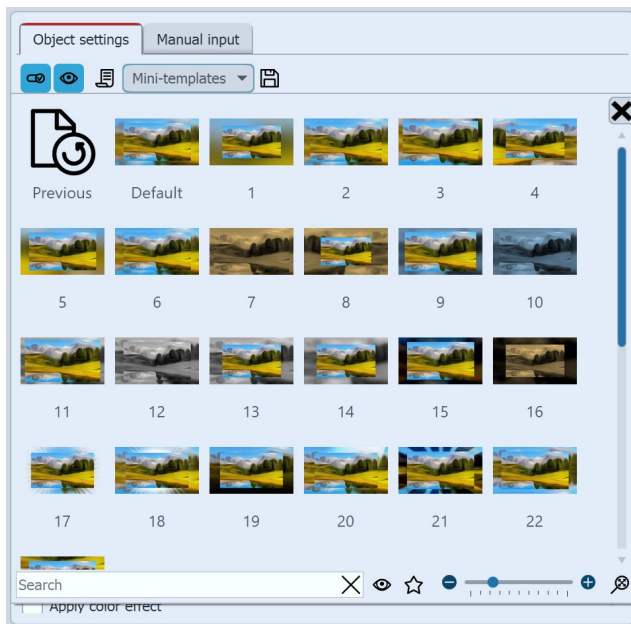 Object settings Manual input
Mini-templates
Previous Default 1 2 3 4
5 6 7 8 9 10
11 12 13 14 15 16
17 18 19 20 21 22
Search
Apply color effect